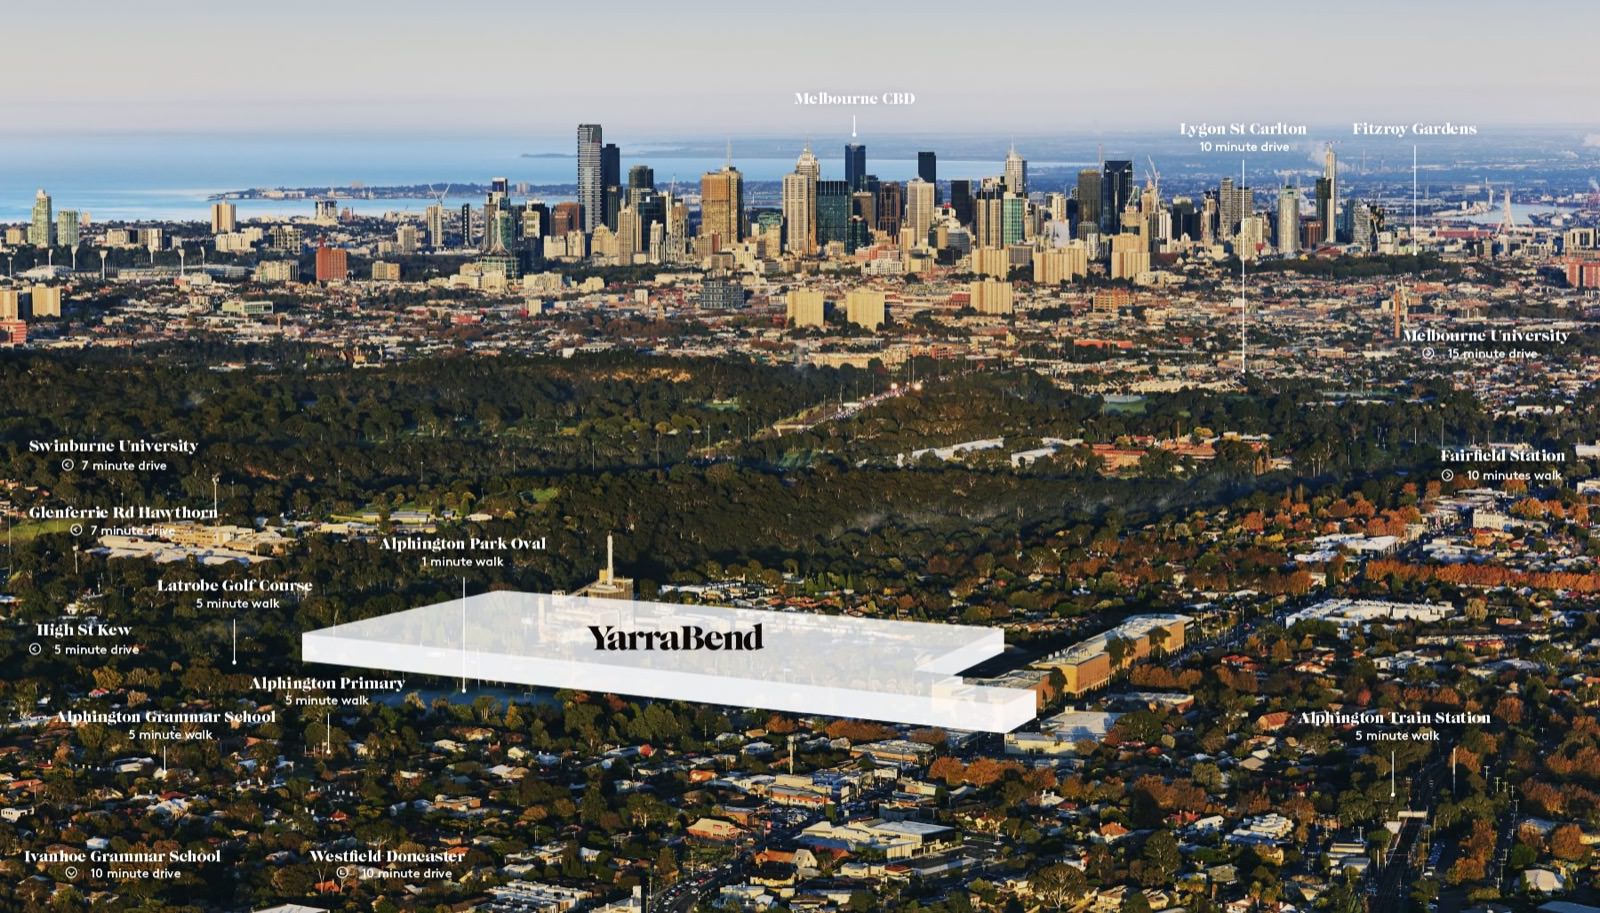 Melbourne CBD
Lygon St Carlton
10 minute drive
Fitzroy Gardens
Melbourne University
15 minute drive
Swinburne University
7 minute drive
Fairfield Station
10 minutes walk
Glenferrie Rd Hawthorn
7 minute drive
Alphington Park Oval
1 minute walk
Latrobe Golf Course
5 minute walk
High St Kew
5 minute drive
YarraBend
Alphington Primary
5 minute walk
Alphington Grammar School
5 minute walk
Alphington Train Station
5 minute walk
Ivanhoe Grammar School
10 minute drive
Westfield Doncaster
10 minute drive